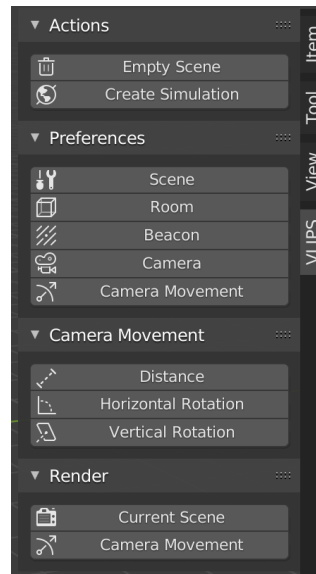 Actions
Empty Scene
Create Simulation
Preferences
Scene
Room
Beacon
Camera
Camera Movement
Camera Movement
Distance
Horizontal Rotation
Vertical Rotation
Render
Current Scene
Camera Movement
Item
Tool
View
VLIPS